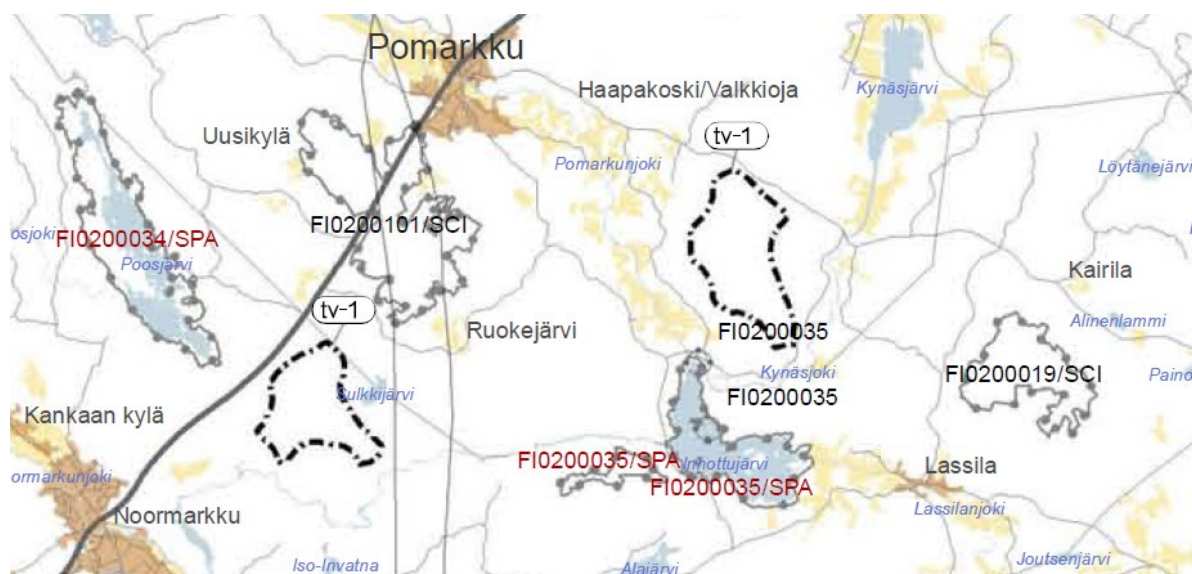 Pomarkku
Haapakoski/Valkkioja
Kynäsjärvi
Uusikylä
tv-1
Pomarkunjoki
Löytänejärvi
osjoki
FI0200034/SPA
Poosjärvi
FI0200101/SCI
Kairila
tv-1
Ruokejärvi
FI0200035
Alinenlammi
Kynäsjoki
FI0200019/SCI
Paino
Sulkkijärvi
FI0200035
Kankaan kylä
ormarkunjoki
FI0200035/SPA
Inhottujärvi
Lassila
FI0200035/SPA
Lassilanjoki
Noormarkku
Iso-Invatna
Alajärvi
Joutsenjärvi